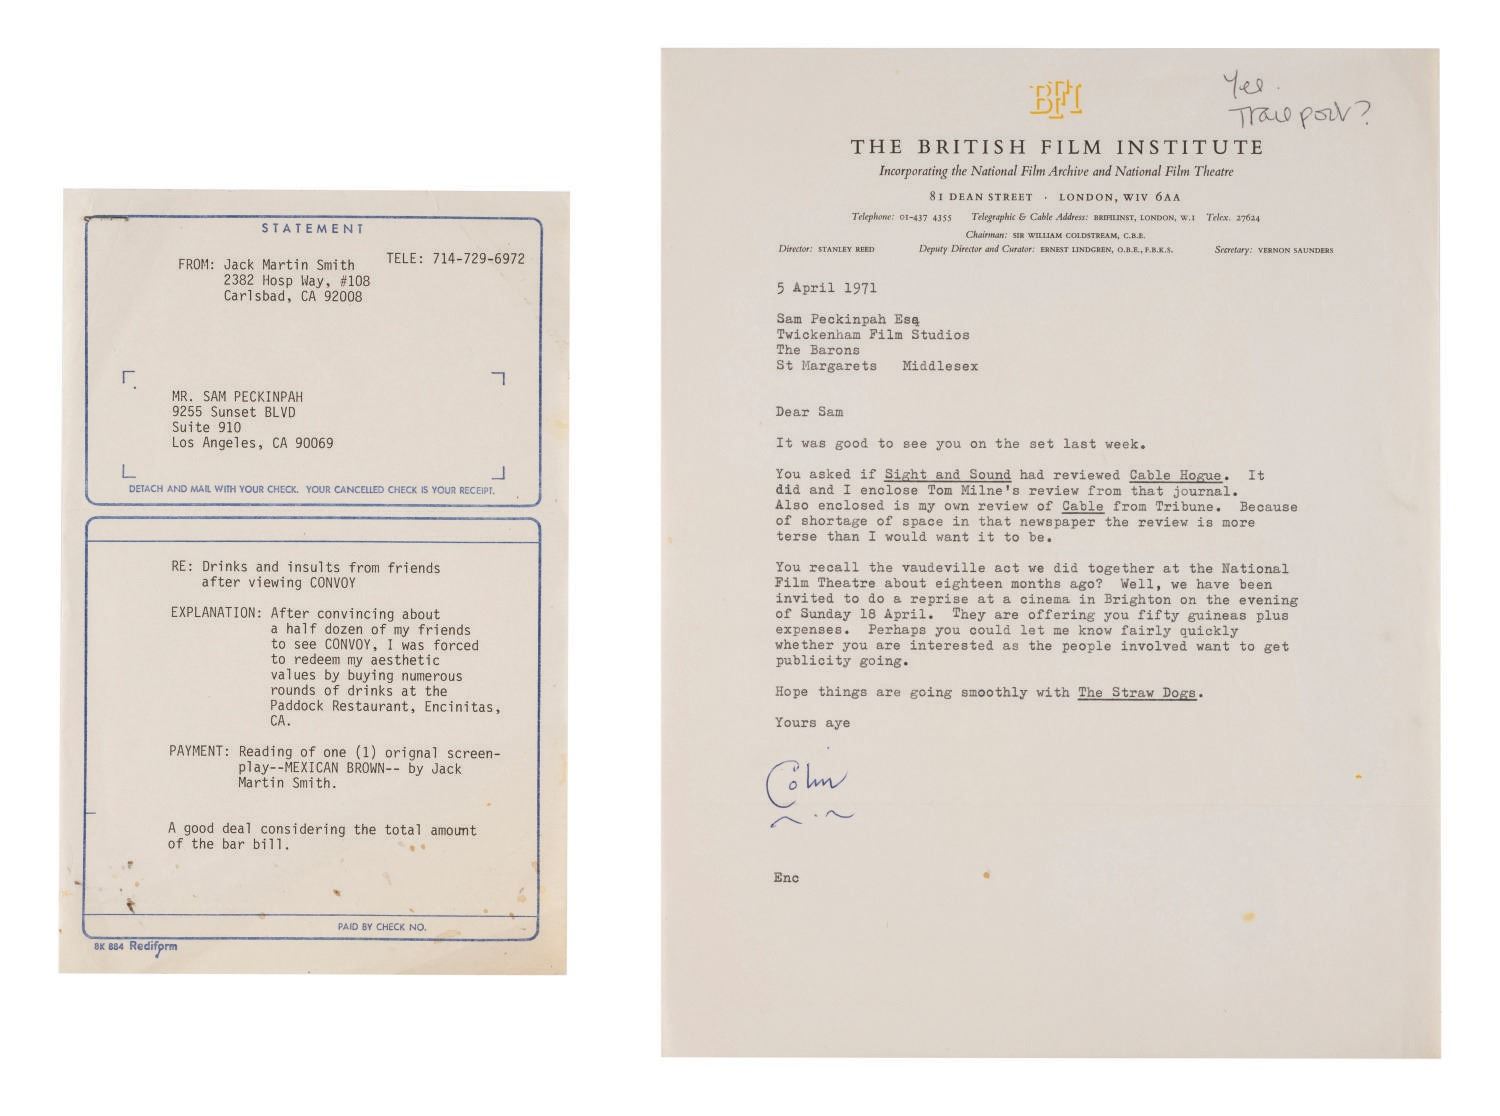 STATEMENT
FROM: Jack Martin Smith
TELE: 714-729-6972
2382 Hosp Way, #108
Carlsbad, CA 92008
MR. SAM PECKINPAH
9255 Sunset BLVD
Suite 910
Los Angeles, CA 90069
DETACH AND MAIL WITH YOUR CHECK. YOUR CANCELLED CHECK IS YOUR RECEIPT.
RE: Drinks and insults from friends
after viewing CONVOY
EXPLANATION: After convincing about
a half dozen of my friends
to see CONVOY, I was forced
to redeem my aesthetic
values by buying numerous
rounds of drinks at the
Paddock Restaurant, Encinitas,
CA.
PAYMENT: Reading of one (1) orignal screen-
play--MEXICAN BROWN-- by Jack
Martin Smith.
A good deal considering the total amount
of the bar bill.
PAID BY CHECK NO.
8K 884 Rediform
BFI
Yes.
Transport?
THE BRITISH FILM INSTITUTE
Incorporating the National Film Archive and National Film Theatre
81 DEAN STREET · LONDON, W1V 6AA
Telephone: 01-437 4355 Telegraphic & Cable Address: BRIFILINST, LONDON, W.1 Telex. 27624
Chairman: SIR WILLIAM COLDSTREAM, C.B.E.
Director: STANLEY REED Deputy Director and Curator: ERNEST LINDGREN, O.B.E., F.B.K.S. Secretary: VERNON SAUNDERS
5 April 1971
Sam Peckinpah Esq
Twickenham Film Studios
The Barons
St Margarets Middlesex
Dear Sam
It was good to see you on the set last week.
You asked if Sight and Sound had reviewed Cable Hogue. It
did and I enclose Tom Milne's review from that journal.
Also enclosed is my own review of Cable from Tribune. Because
of shortage of space in that newspaper the review is more
terse than I would want it to be.
You recall the vaudeville act we did together at the National
Film Theatre about eighteen months ago? Well, we have been
invited to do a reprise at a cinema in Brighton on the evening
of Sunday 18 April. They are offering you fifty guineas plus
expenses. Perhaps you could let me know fairly quickly
whether you are interested as the people involved want to get
publicity going.
Hope things are going smoothly with The Straw Dogs.
Yours aye
Colin
Enc